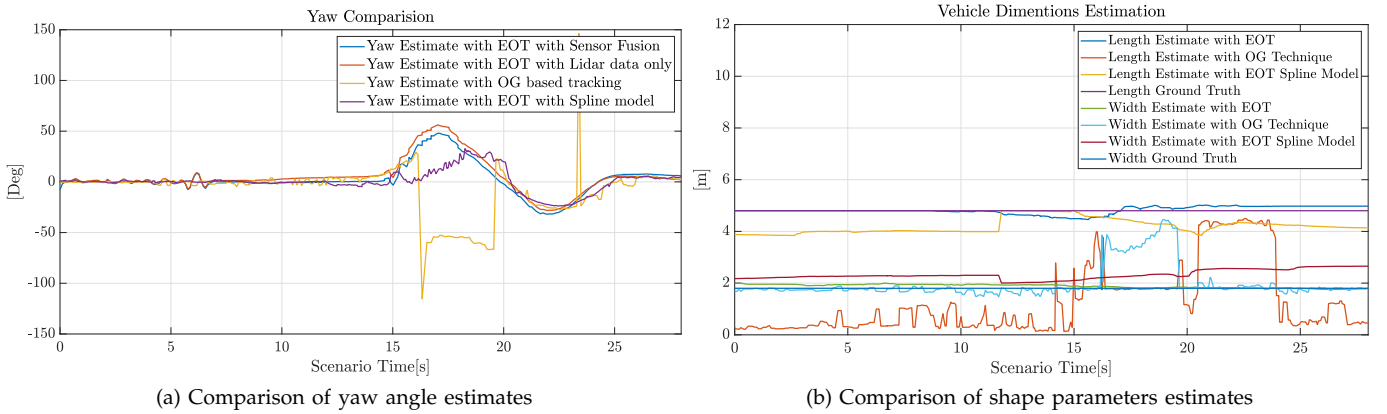 Yaw Comparision
150
100
50
0
-50
-100
-150
[Deg]
Yaw Estimate with EOT with Sensor Fusion
Yaw Estimate with EOT with Lidar data only
Yaw Estimate with OG based tracking
Yaw Estimate with EOT with Spline model
0 5 10 15 20 25
Scenario Time[s]
(a) Comparison of yaw angle estimates
Vehicle Dimentions Estimation
12
10
8
6
4
2
0
[m]
Length Estimate with EOT
Length Estimate with OG Technique
Length Estimate with EOT Spline Model
Length Ground Truth
Width Estimate with EOT
Width Estimate with OG Technique
Width Estimate with EOT Spline Model
Width Ground Truth
0 5 10 15 20 25
Scenario Time[s]
(b) Comparison of shape parameters estimates